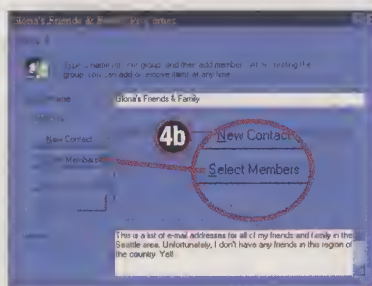 Gloria's Friends & Family Properties
Type a name for your group, and then add members. After creating the
group, you can add or remove items at any time.
Name
Gloria's Friends & Family
New Contact
4b
New Contact
Select Members
Members
This is a list of e-mail addresses for all of my friends and family in the
Seattle area. Unfortunately, I don't have any friends in this region of
the country. Yet!